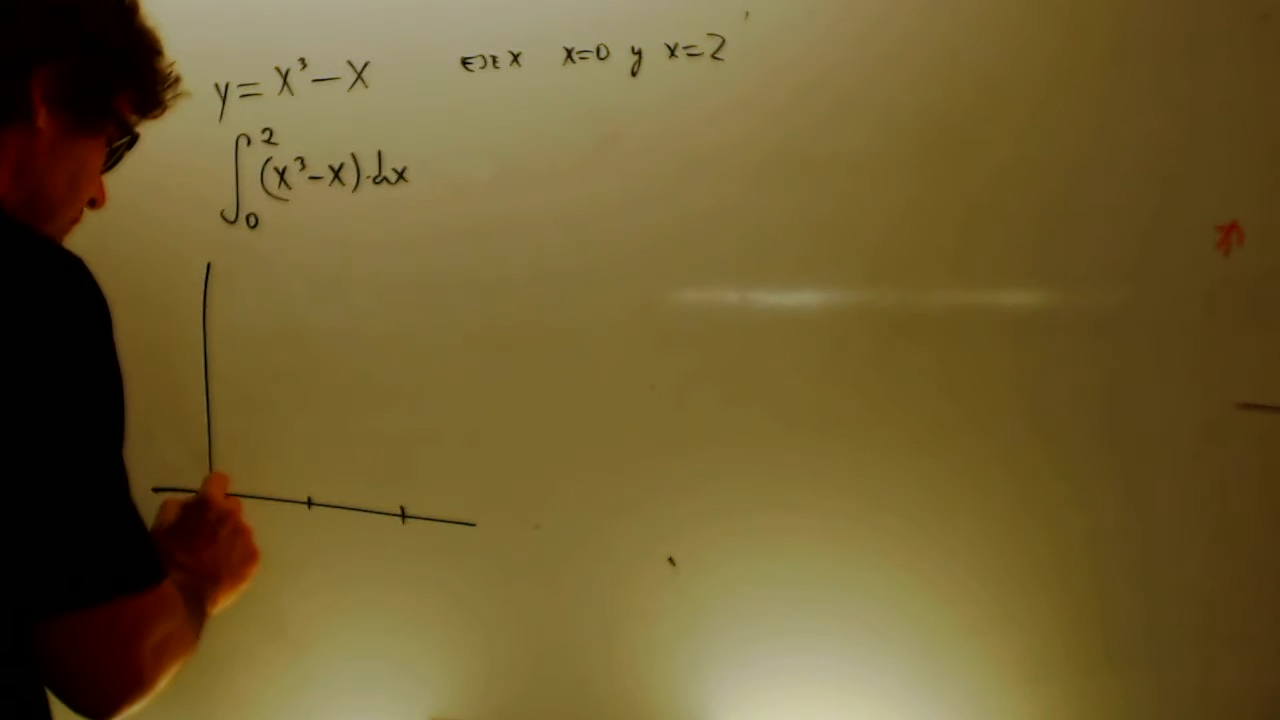 y = x³ - x EJE X x=0 y x=2
∫₀² (x³-x)·dx